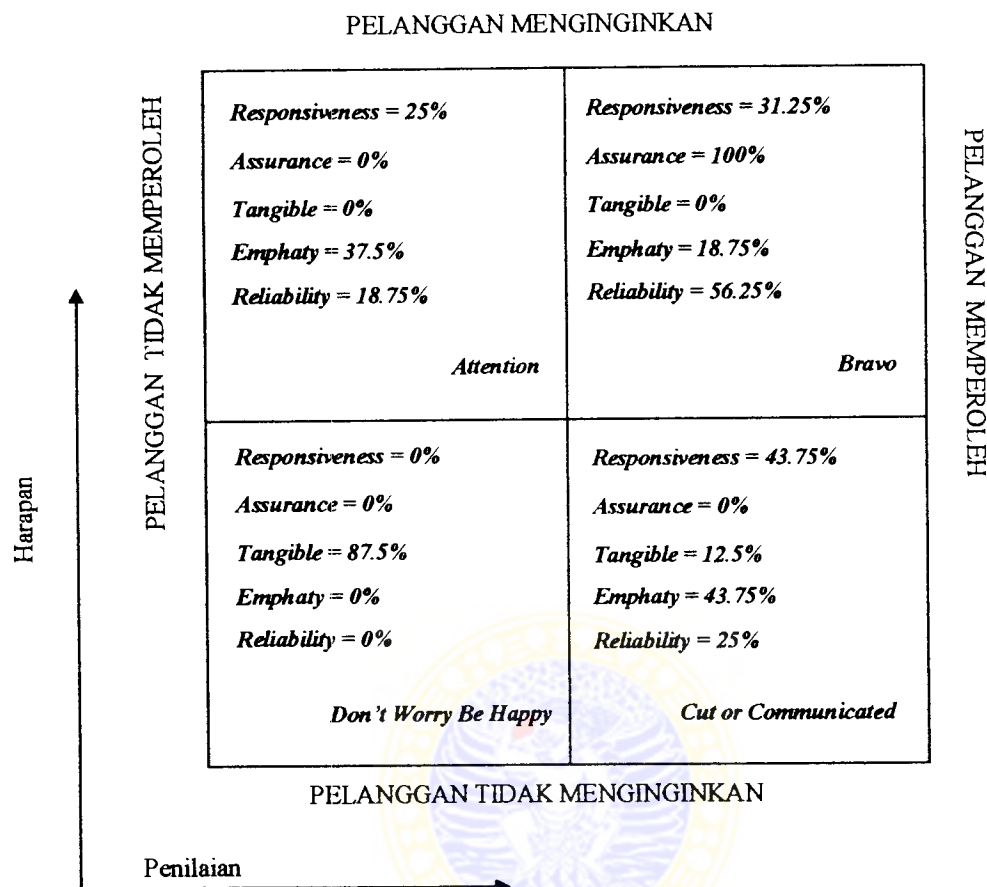 PELANGGAN MENGINGINKAN
PELANGGAN TIDAK MEMPEROLEH
Responsiveness = 25%
Assurance = 0%
Tangible = 0%
Emphaty = 37.5%
Reliability = 18.75%
Attention
Responsiveness = 31.25%
Assurance = 100%
Tangible = 0%
Emphaty = 18.75%
Reliability = 56.25%
Bravo
PELANGGAN MEMPEROLEH
Harapan
Responsiveness = 0%
Assurance = 0%
Tangible = 87.5%
Emphaty = 0%
Reliability = 0%
Don't Worry Be Happy
Responsiveness = 43.75%
Assurance = 0%
Tangible = 12.5%
Emphaty = 43.75%
Reliability = 25%
Cut or Communicated
PELANGGAN TIDAK MENGINGINKAN
Penilaian